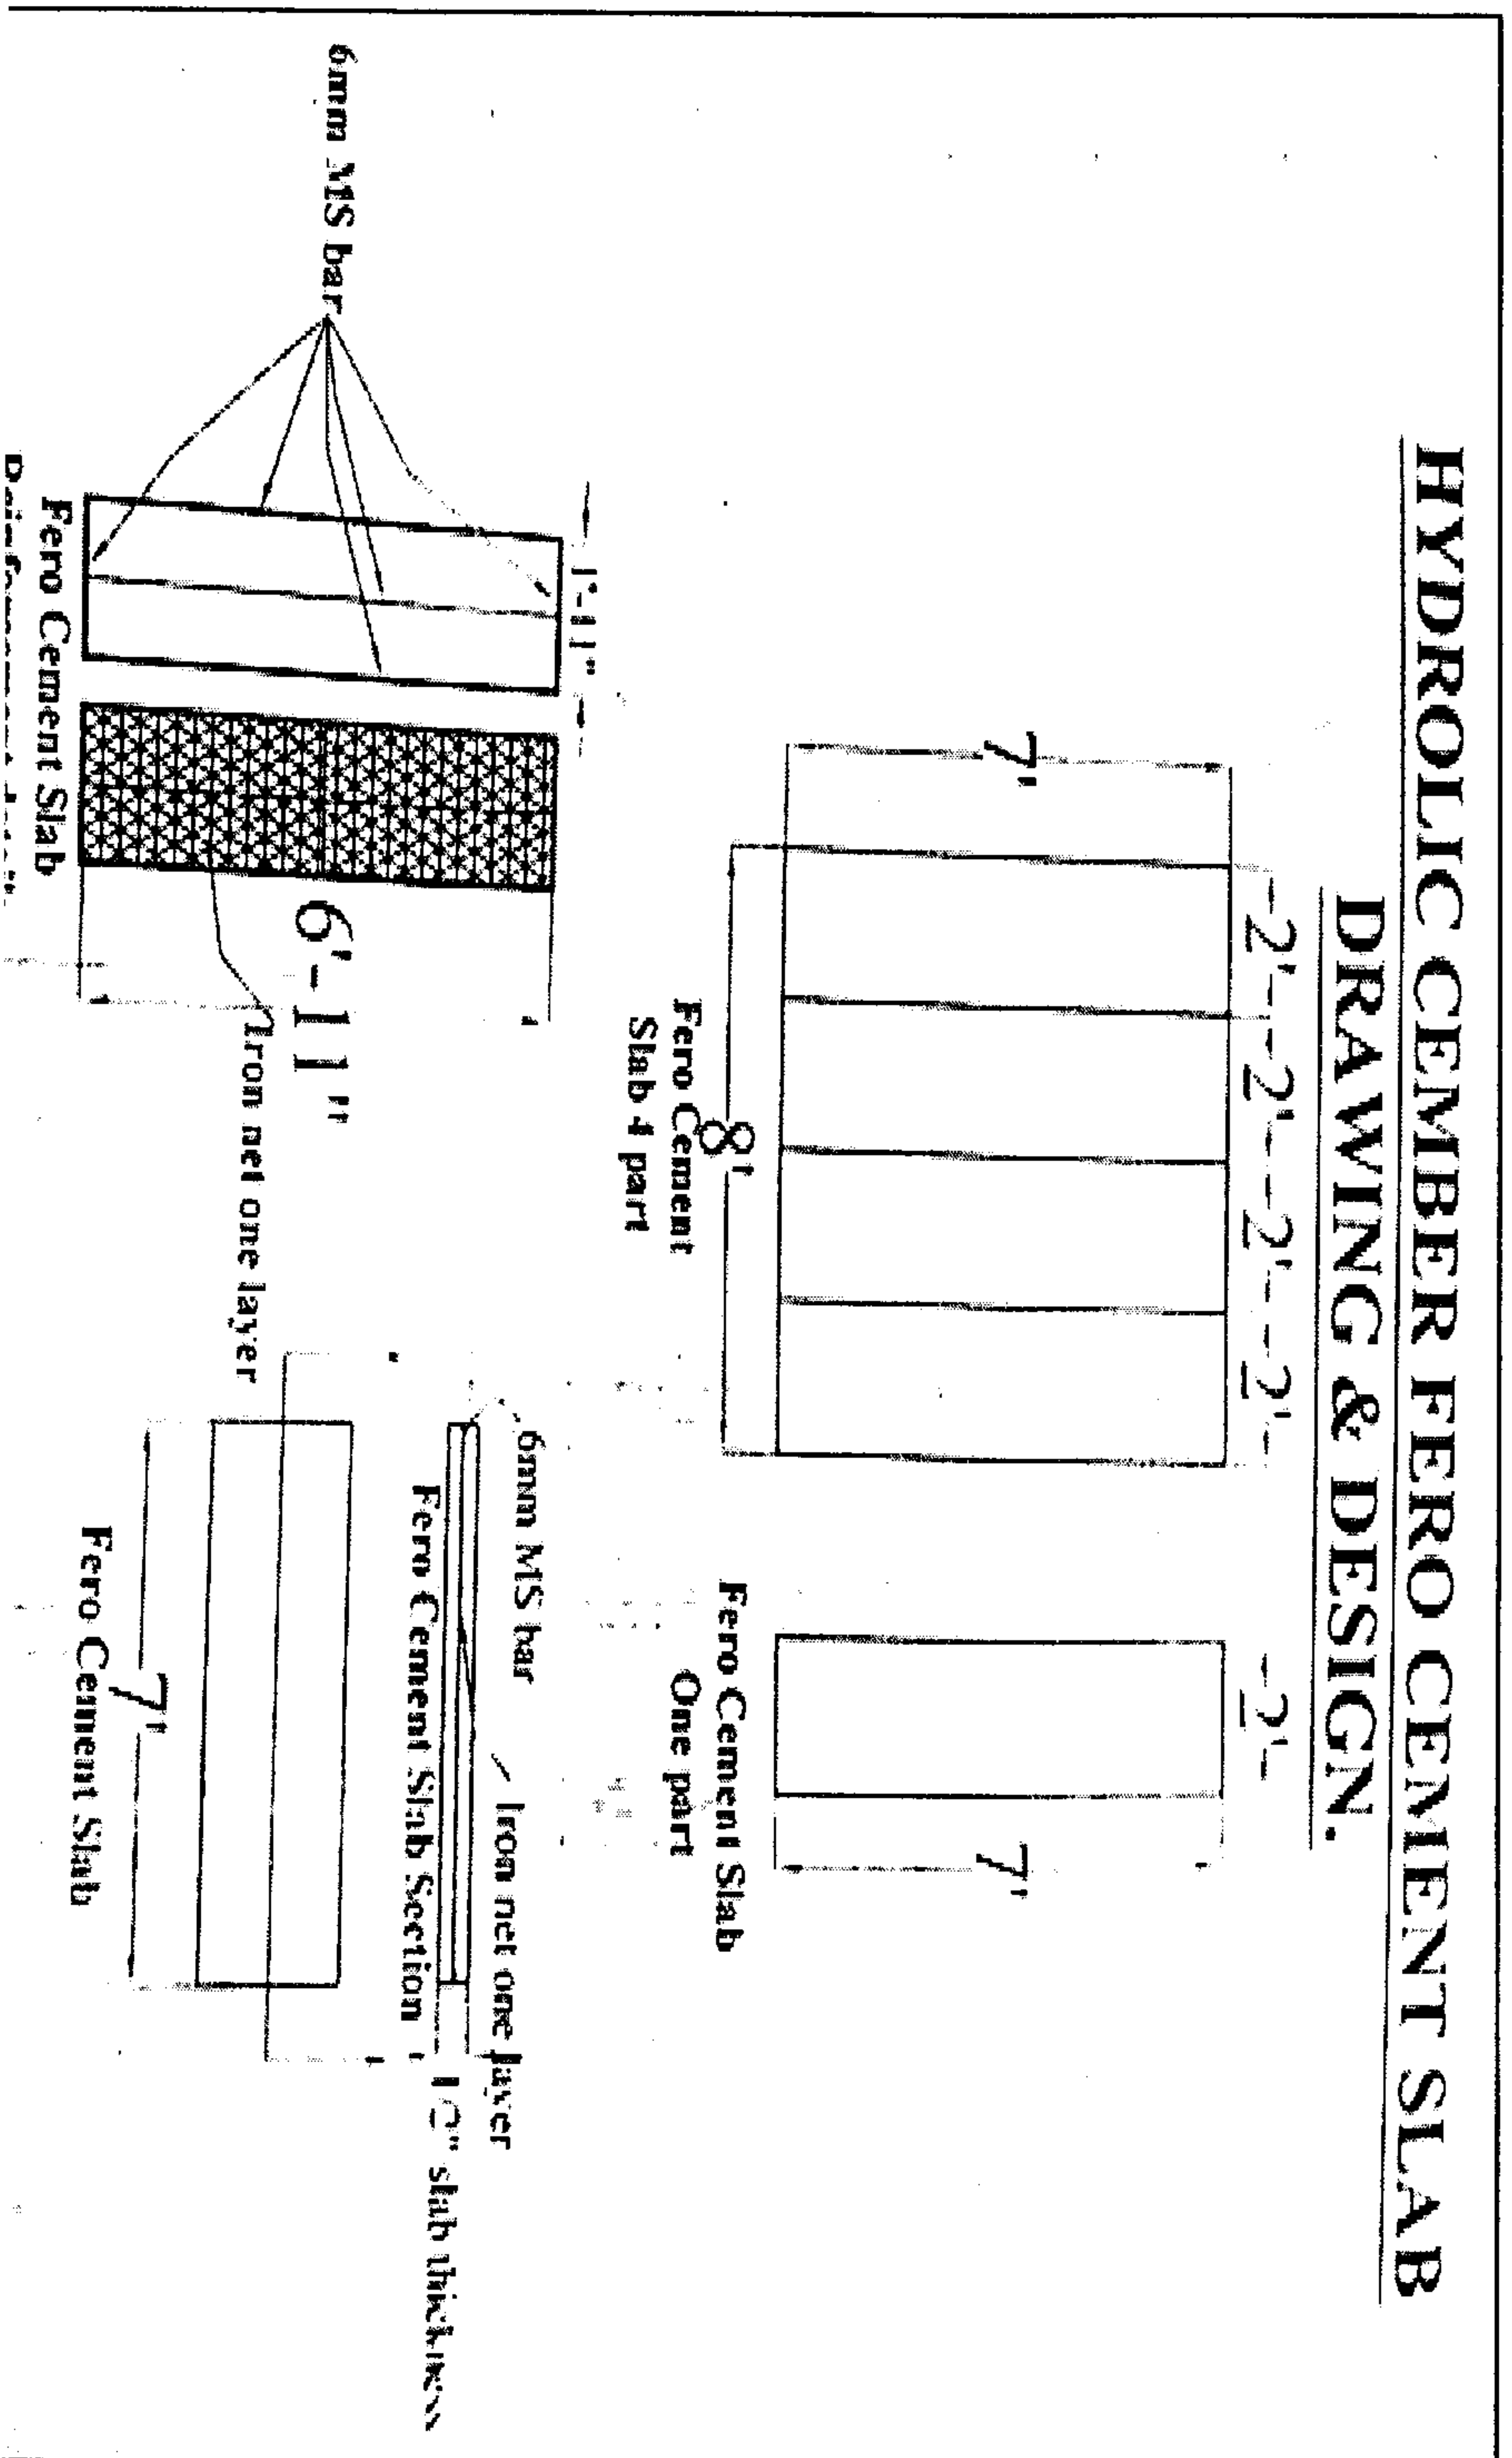 HYDROLIC CEMBER FERO CEMENT SLAB
DRAWING & DESIGN.
2' 2' 2' 2'
7'
8'
Fero Cement
Slab 4 part
2'
7'
Fero Cement Slab
One part
6mm MS bar
1'-11"
6'-11"
Iron net one layer
Fero Cement Slab
6mm MS bar
Iron net one layer
Fero Cement Slab Section
slab thickness
7'
Fero Cement Slab